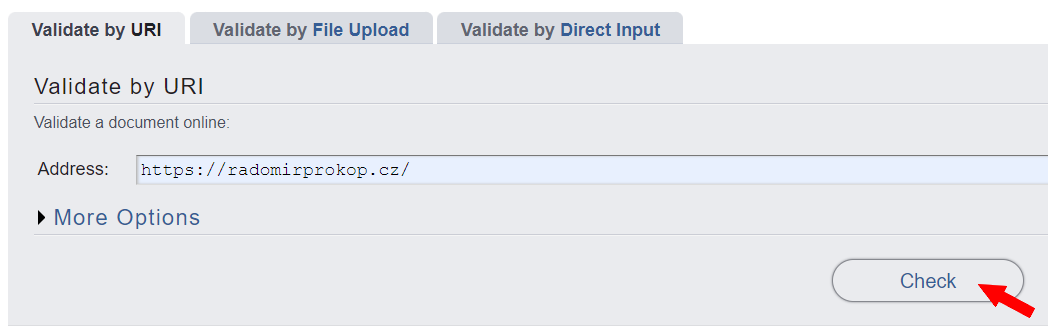 Validate by URI Validate by File Upload Validate by Direct Input
Validate by URI
Validate a document online:
Address: https://radomirprokop.cz/
More Options
Check